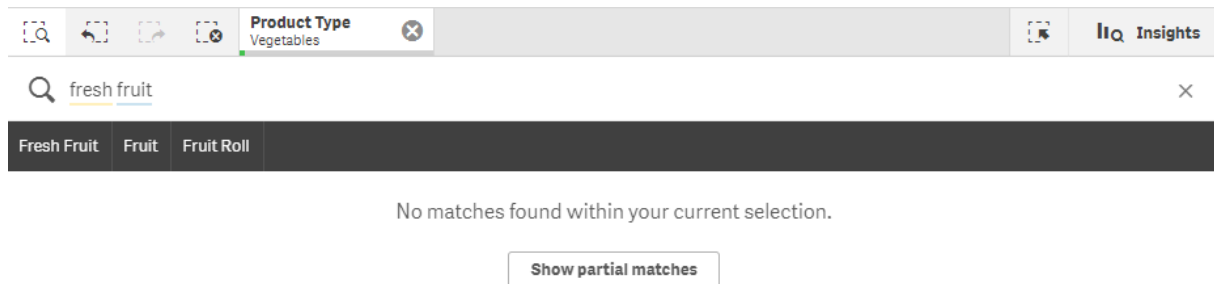 Product Type
Vegetables
Insights
fresh fruit
Fresh Fruit Fruit Fruit Roll
No matches found within your current selection.
Show partial matches